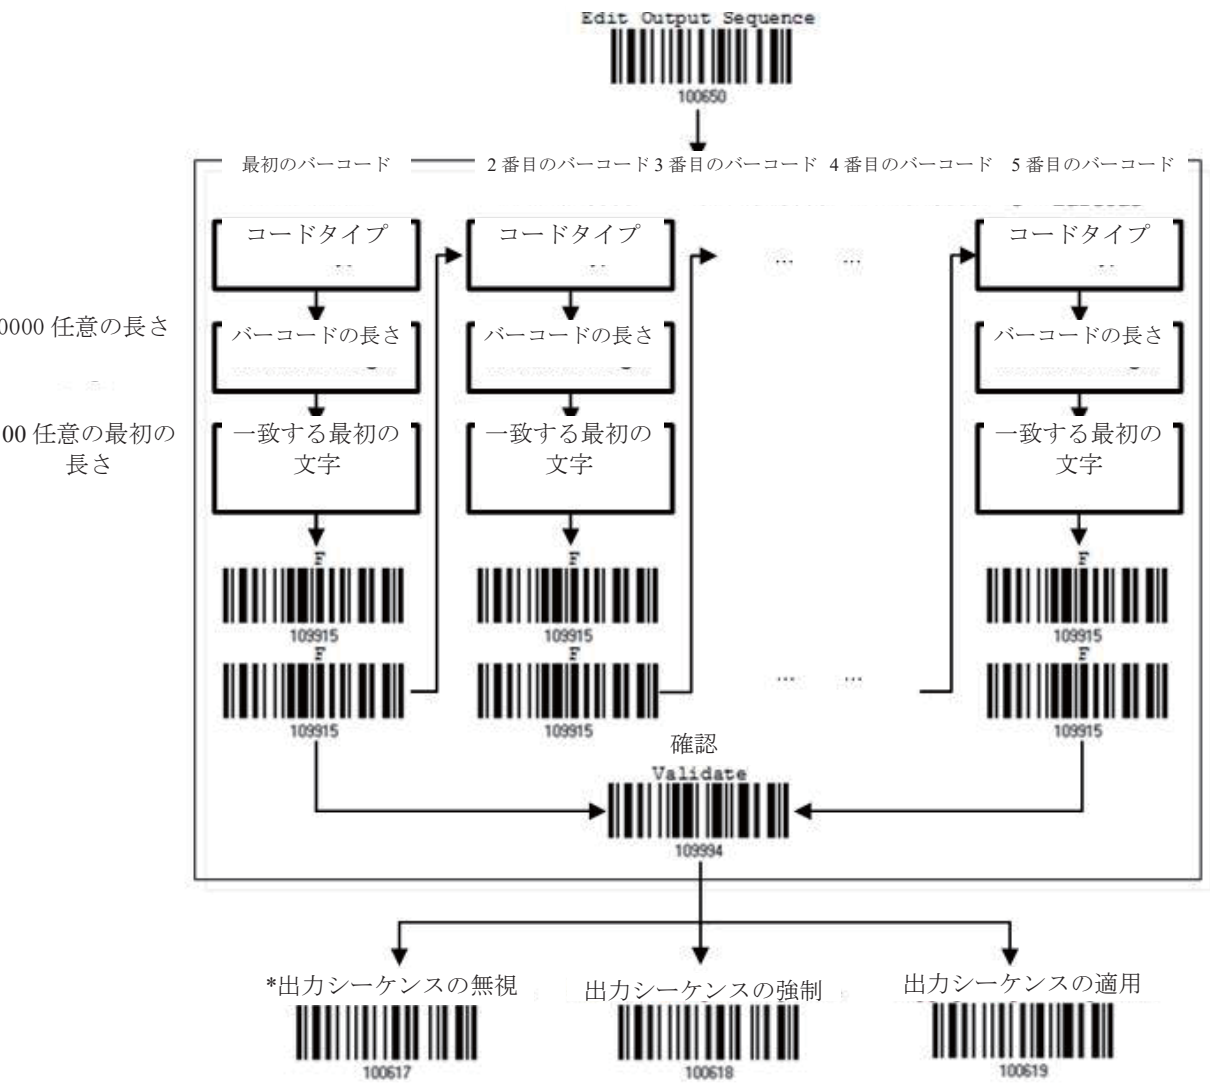 Edit Output Sequence
100650
最初のバーコード 2 番目のバーコード 3 番目のバーコード 4 番目のバーコード 5 番目のバーコード
コードタイプ コードタイプ … … コードタイプ
0000 任意の長さ
バーコードの長さ バーコードの長さ バーコードの長さ
00 任意の最初の
長さ
一致する最初の
文字
一致する最初の
文字
一致する最初の
文字
109915 109915 109915
… …
109915 109915 109915
確認
Validate
109994
*出力シーケンスの無視 出力シーケンスの強制 出力シーケンスの適用
100617 100618 100619